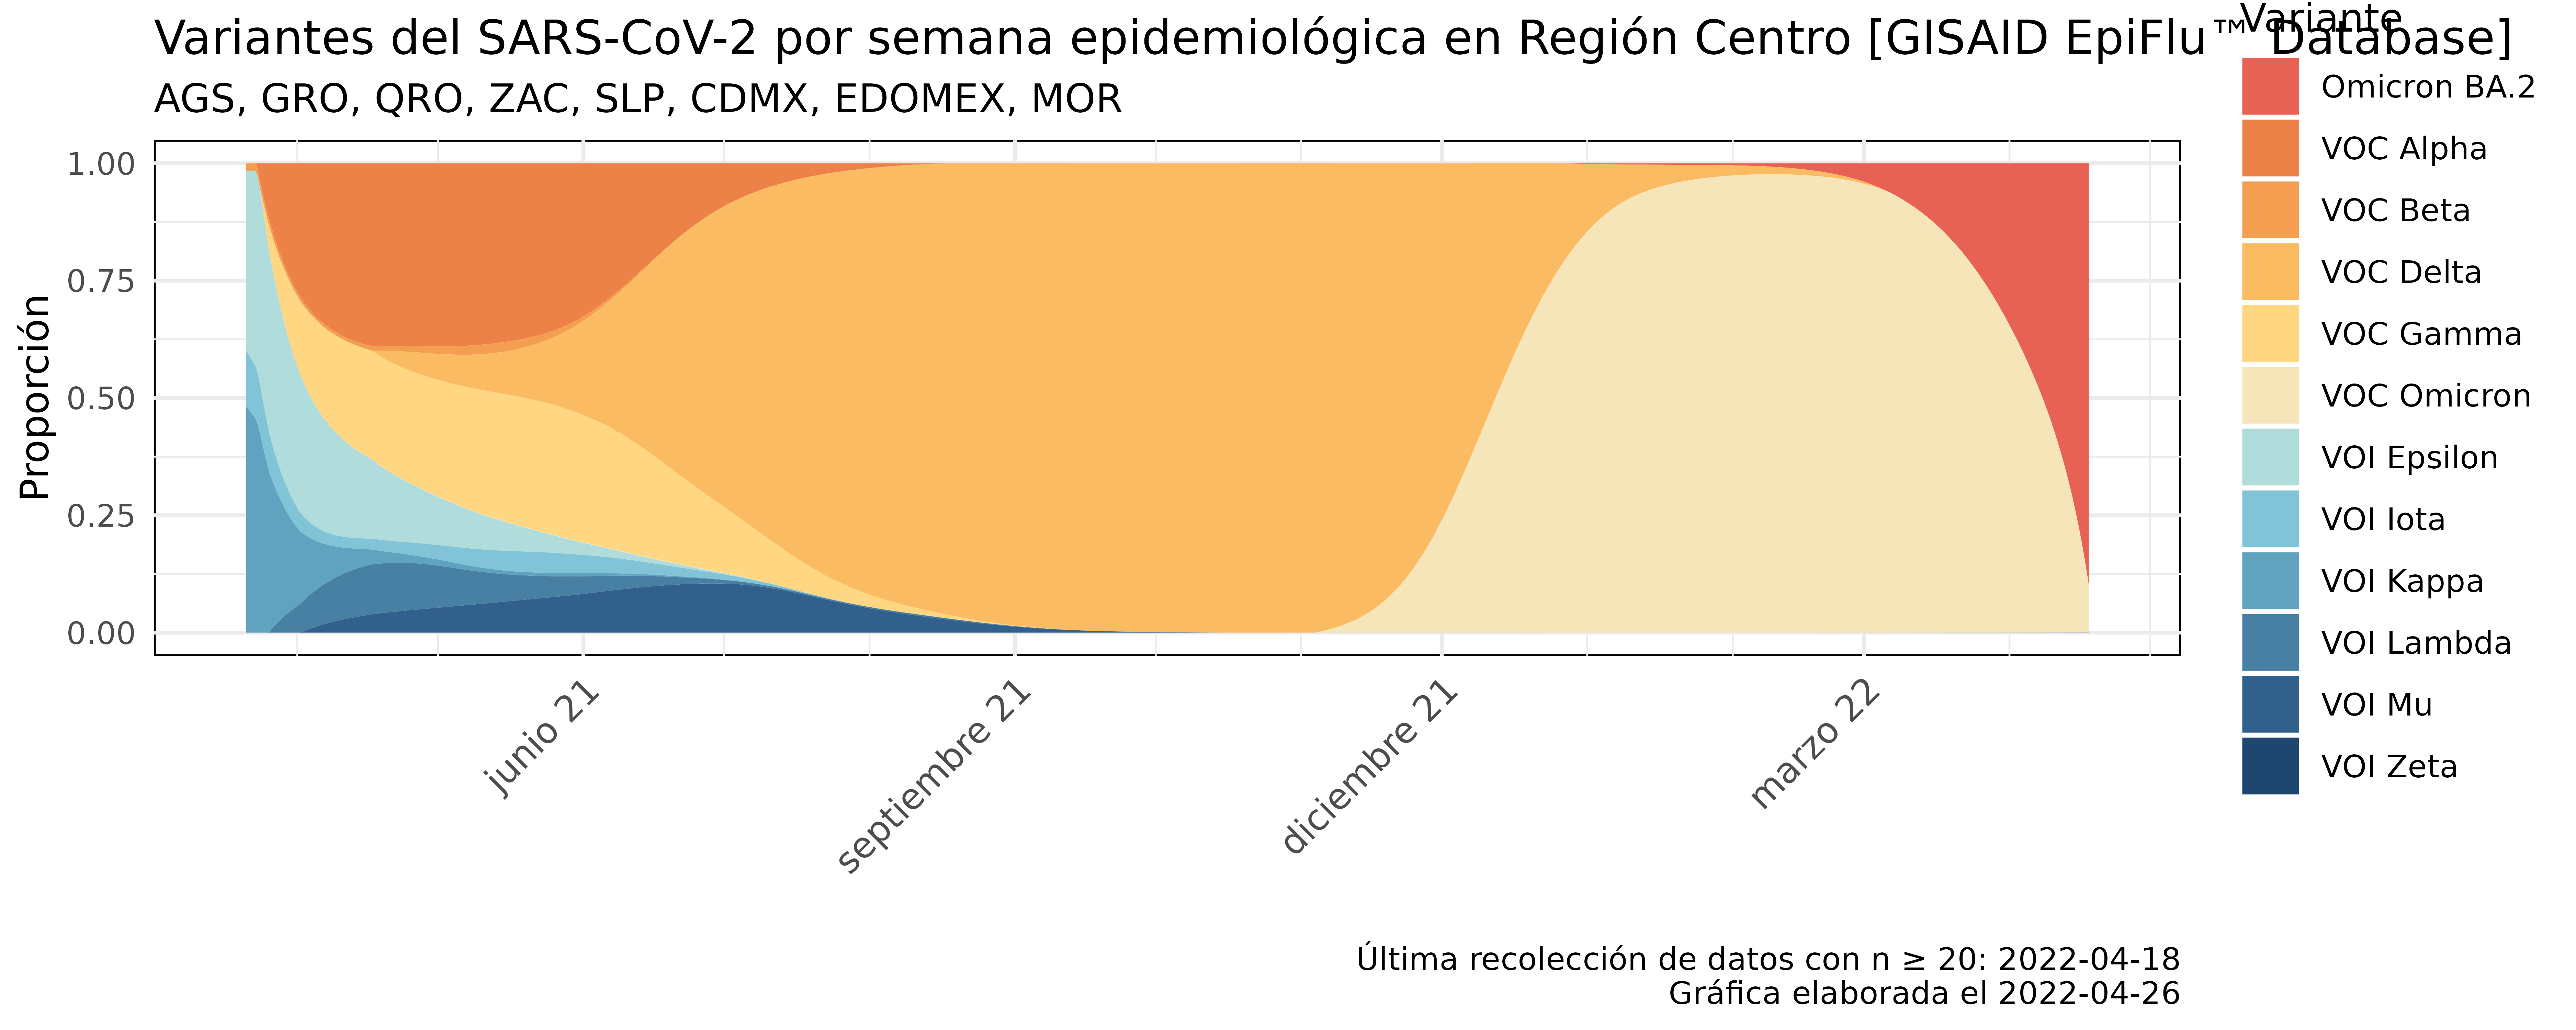 Variantes del SARS-CoV-2 por semana epidemiológica en Región Centro [GISAID EpiFlu™ Database]
AGS, GRO, QRO, ZAC, SLP, CDMX, EDOMEX, MOR
Proporción
1.00
0.75
0.50
0.25
0.00
junio 21
septiembre 21
diciembre 21
marzo 22
Variante
Omicron BA.2
VOC Alpha
VOC Beta
VOC Delta
VOC Gamma
VOC Omicron
VOI Epsilon
VOI Iota
VOI Kappa
VOI Lambda
VOI Mu
VOI Zeta
Última recolección de datos con n ≥ 20: 2022-04-18
Gráfica elaborada el 2022-04-26